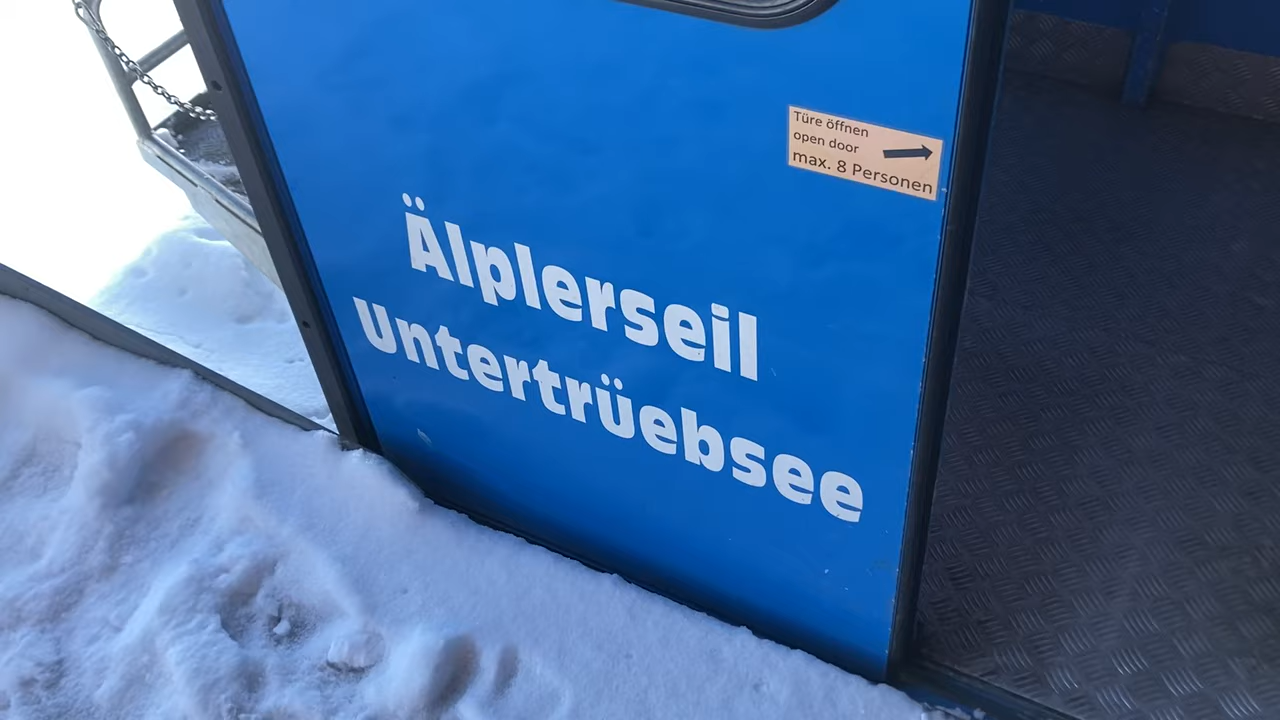 Türe öffnen
open door
max. 8 Personen
Älplerseil
Untertrüebsee